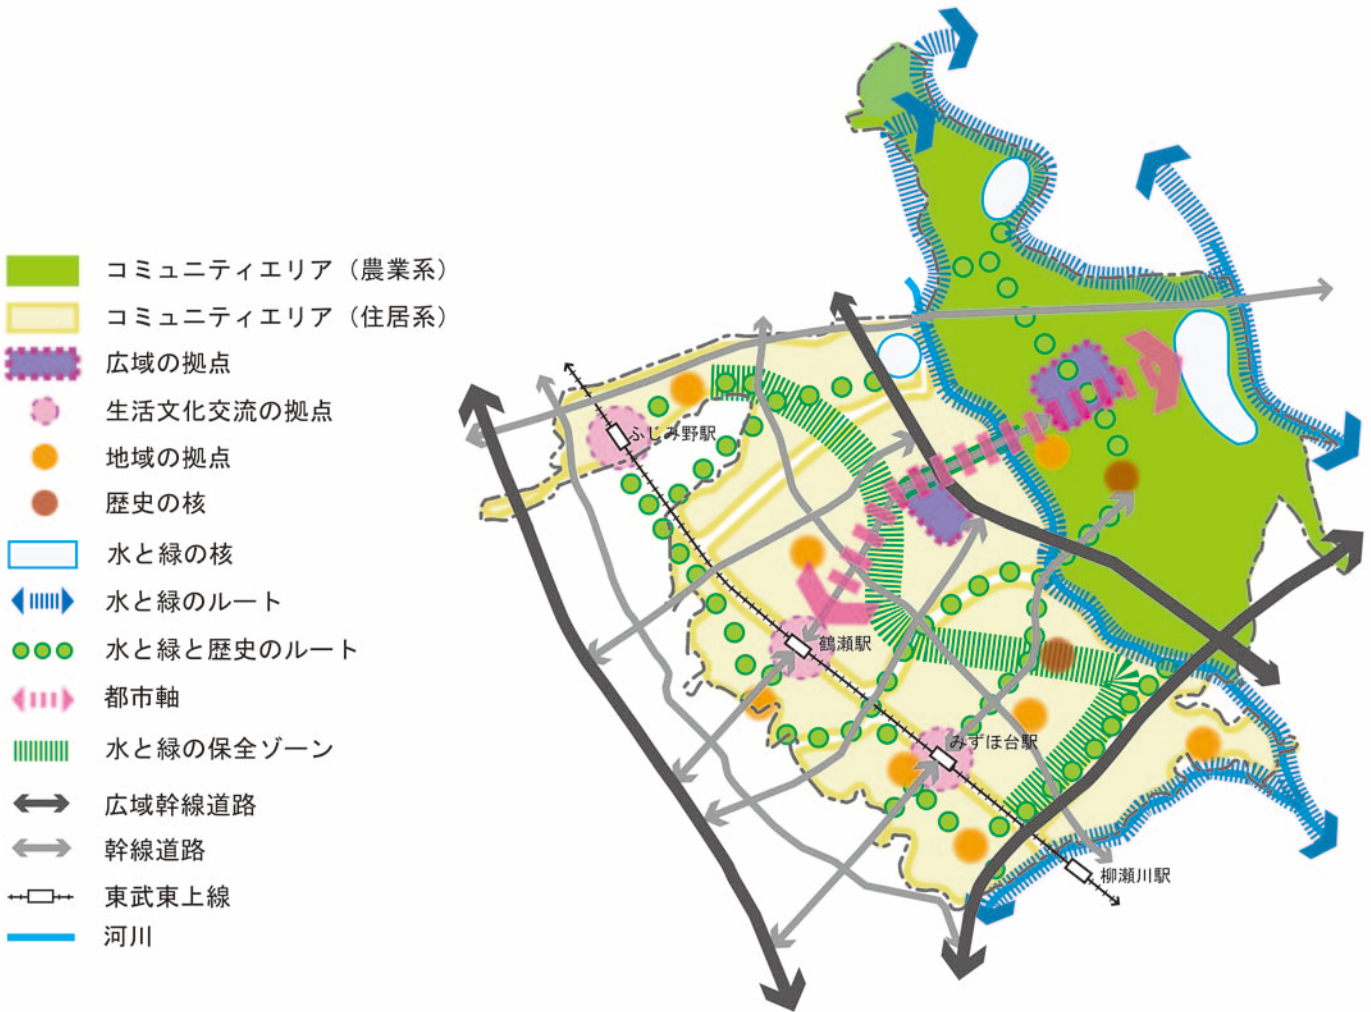 コミュニティエリア（農業系）
コミュニティエリア（住居系）
広域の拠点
生活文化交流の拠点
地域の拠点
歴史の核
水と緑の核
水と緑のルート
水と緑と歴史のルート
都市軸
水と緑の保全ゾーン
広域幹線道路
幹線道路
東武東上線
河川
ふじみ野駅
鶴瀬駅
みずほ台駅
柳瀬川駅